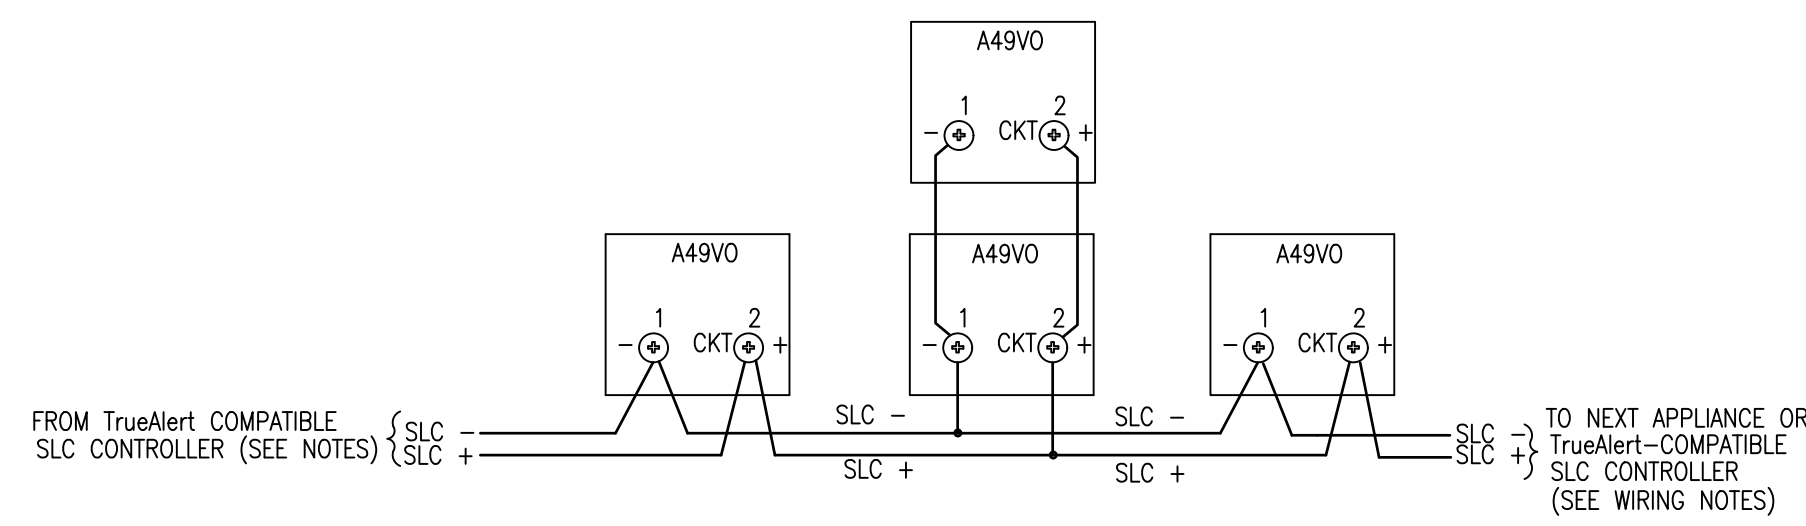 A49VO
1 2
- CKT +
A49VO A49VO A49VO
1 2 1 2 1 2
- CKT + - CKT + - CKT +
FROM TrueAlert COMPATIBLE
SLC CONTROLLER (SEE NOTES)
SLC -
SLC +
SLC -
SLC +
SLC -
SLC +
SLC -
SLC +
TO NEXT APPLIANCE OR
TrueAlert-COMPATIBLE
SLC CONTROLLER
(SEE WIRING NOTES)